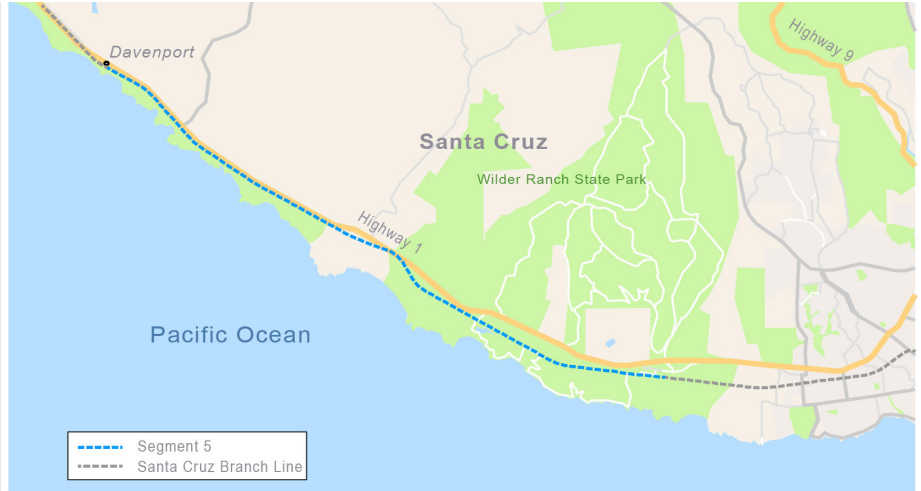 Davenport
Highway 9
Santa Cruz
Wilder Ranch State Park
Highway 1
Pacific Ocean
Segment 5
Santa Cruz Branch Line